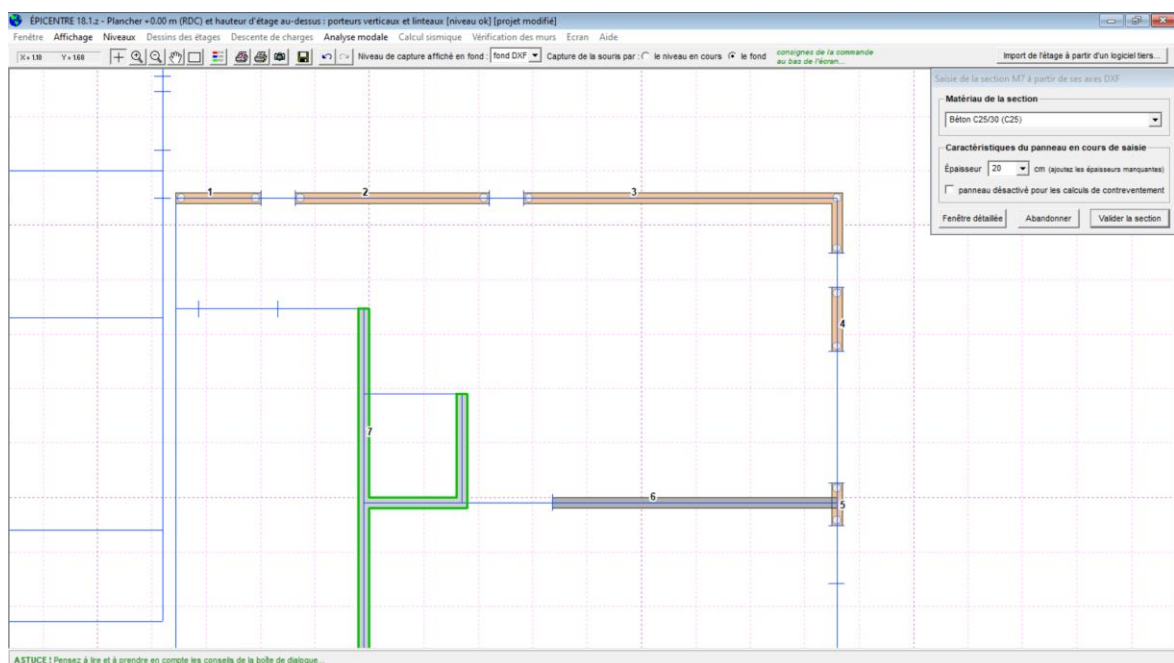 ÉPICENTRE 18.1.z - Plancher +0.00 m (RDC) et hauteur d'étage au-dessus : porteurs verticaux et linteaux [niveau ok] [projet modifié]
Fenêtre Affichage Niveaux Dessins des étages Descente de charges Analyse modale Calcul sismique Vérification des murs Ecran Aide
X= 1.18 Y= 1.68 Niveau de capture affiché en fond : fond DXF Capture de la souris par : le niveau en cours le fond
consignes de la commande
au bas de l'écran...
Import de l'étage à partir d'un logiciel tiers...
Saisie de la section M7 à partir de ses axes DXF
Matériau de la section
Béton C25/30 (C25)
Caractéristiques du panneau en cours de saisie
Épaisseur 20 cm (ajoutez les épaisseurs manquantes)
panneau désactivé pour les calculs de contreventement
Fenêtre détaillée Abandonner Valider la section
1 2 3
4
7
6 5
ASTUCE ! Pensez à lire et à prendre en compte les conseils de la boîte de dialogue...